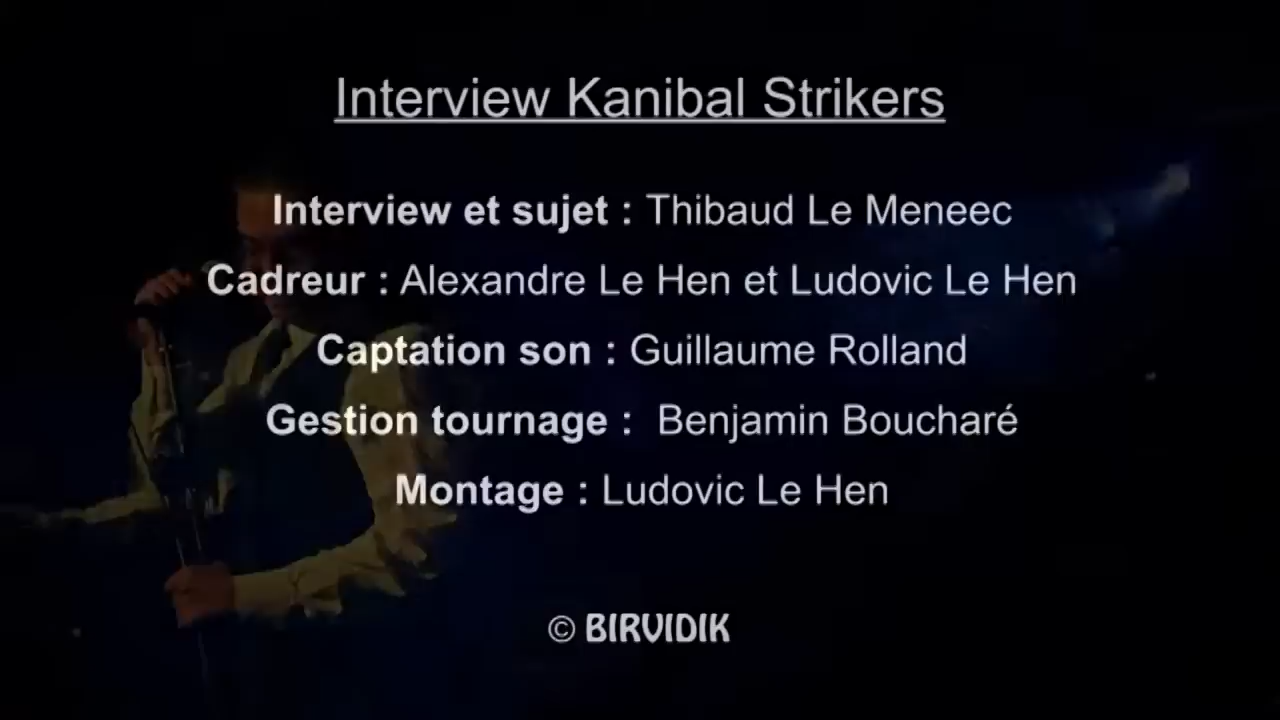 Interview Kanibal Strikers
Interview et sujet : Thibaud Le Meneec
Cadreur : Alexandre Le Hen et Ludovic Le Hen
Captation son : Guillaume Rolland
Gestion tournage : Benjamin Boucharé
Montage : Ludovic Le Hen
© BIRVIDIK